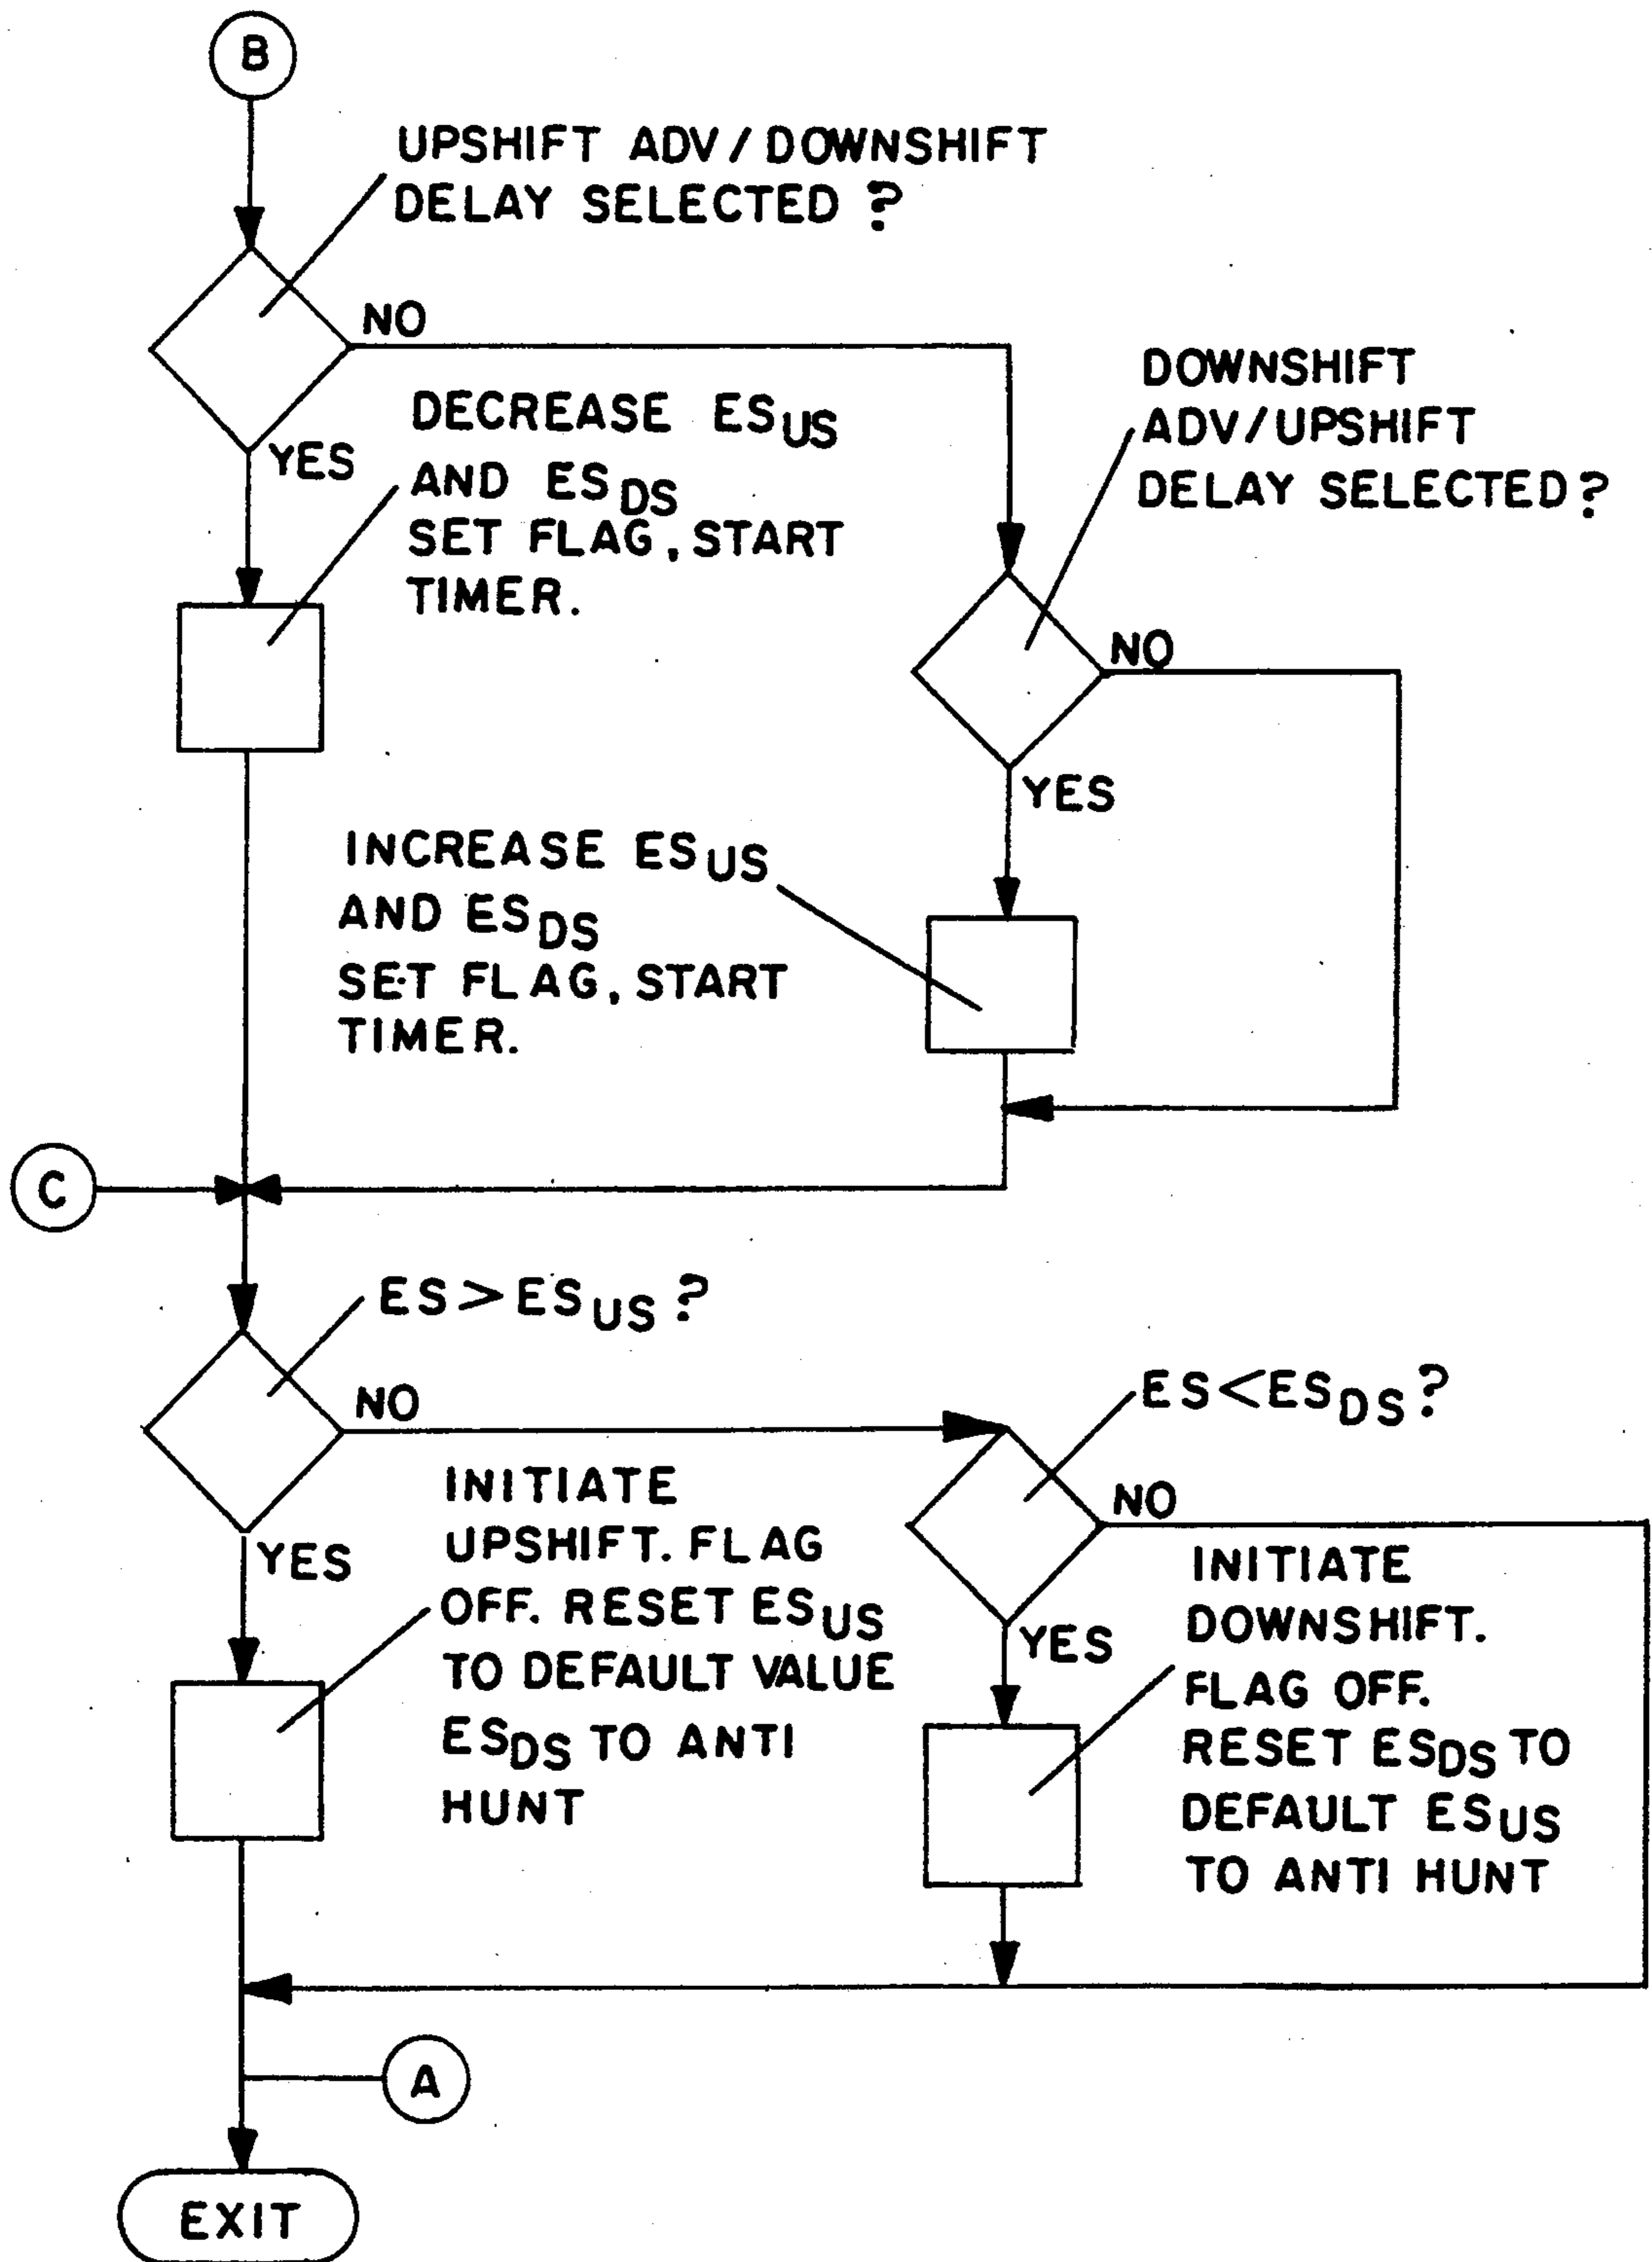 B
UPSHIFT ADV/DOWNSHIFT
DELAY SELECTED ?
NO
YES
DECREASE ESUS
AND ESDS
SET FLAG, START
TIMER.
DOWNSHIFT
ADV/UPSHIFT
DELAY SELECTED ?
NO
YES
INCREASE ESUS
AND ESDS
SET FLAG, START
TIMER.
C
ES>ESUS ?
NO
YES
INITIATE
UPSHIFT. FLAG
OFF. RESET ESUS
TO DEFAULT VALUE
ESDS TO ANTI
HUNT
ES<ESDS ?
NO
YES
INITIATE
DOWNSHIFT.
FLAG OFF.
RESET ESDS TO
DEFAULT ESUS
TO ANTI HUNT
A
EXIT